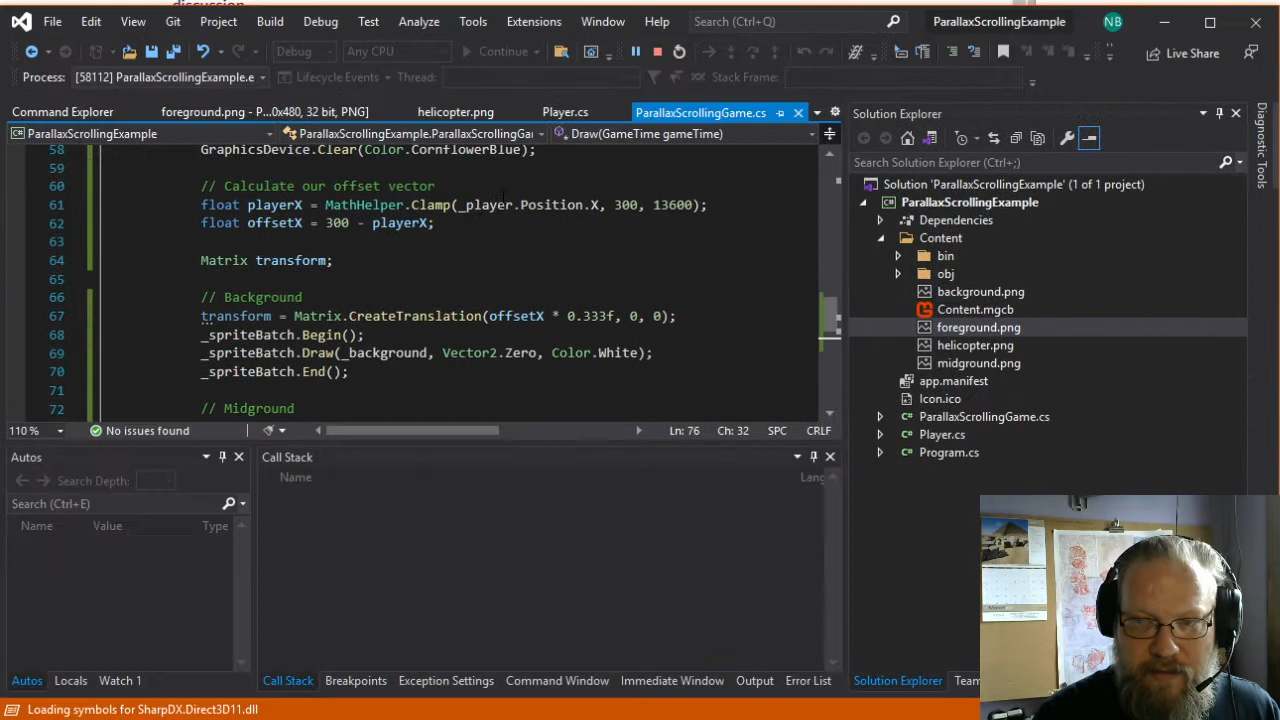 discussion
File Edit View Git Project Build Debug Test Analyze Tools Extensions Window Help Search (Ctrl+Q) ParallaxScrollingExample NB
Debug Any CPU Continue Live Share
Process: [58112] ParallaxScrollingExample.e Lifecycle Events Thread: Stack Frame:
Command Explorer foreground.png - P...0x480, 32 bit, PNG] helicopter.png Player.cs ParallaxScrollingGame.cs
ParallaxScrollingExample ParallaxScrollingExample.ParallaxScrollingGar Draw(GameTime gameTime)
58 GraphicsDevice.Clear(Color.CornflowerBlue);
59
60 // Calculate our offset vector
61 float playerX = MathHelper.Clamp(_player.Position.X, 300, 13600);
62 float offsetX = 300 - playerX;
63
64 Matrix transform;
65
66 // Background
67 transform = Matrix.CreateTranslation(offsetX * 0.333f, 0, 0);
68 _spriteBatch.Begin();
69 _spriteBatch.Draw(_background, Vector2.Zero, Color.White);
70 _spriteBatch.End();
71
72 // Midground
110 % No issues found Ln: 76 Ch: 32 SPC CRLF
Autos
Search Depth:
Search (Ctrl+E)
Name Value Type
Autos Locals Watch 1
Call Stack
Name Lang
Call Stack Breakpoints Exception Settings Command Window Immediate Window Output Error List
Solution Explorer
Search Solution Explorer (Ctrl+;)
Solution 'ParallaxScrollingExample' (1 of 1 project)
ParallaxScrollingExample
Dependencies
Content
bin
obj
background.png
Content.mgcb
foreground.png
helicopter.png
midground.png
app.manifest
Icon.ico
ParallaxScrollingGame.cs
Player.cs
Program.cs
Solution Explorer Team
Diagnostic Tools
Loading symbols for SharpDX.Direct3D11.dll